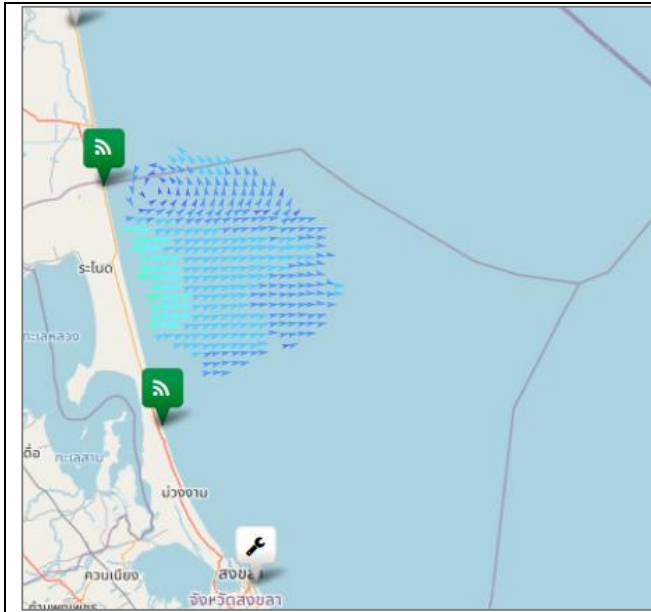 ระโนด
ทะเลหลวง
ทะเลสาบ
ม่วงงาม
ควนเนียง
สงขล
จังหวัดสงขลา